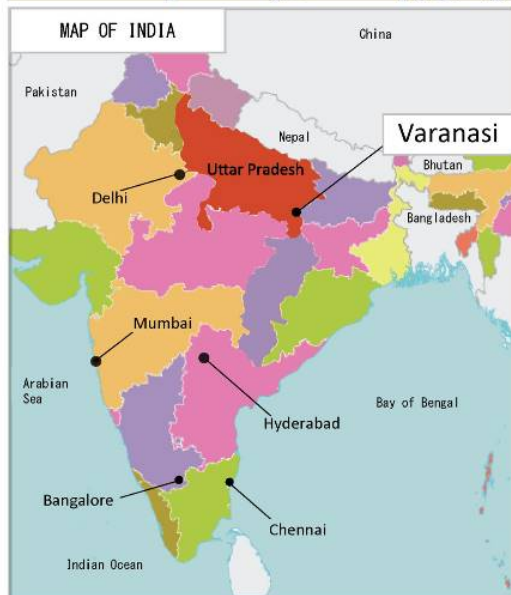 MAP OF INDIA
China
Pakistan
Nepal
Varanasi
Uttar Pradesh
Bhutan
Delhi
Bangladesh
Mumbai
Arabian
Sea
Bay of Bengal
Hyderabad
Bangalore
Chennai
Indian Ocean